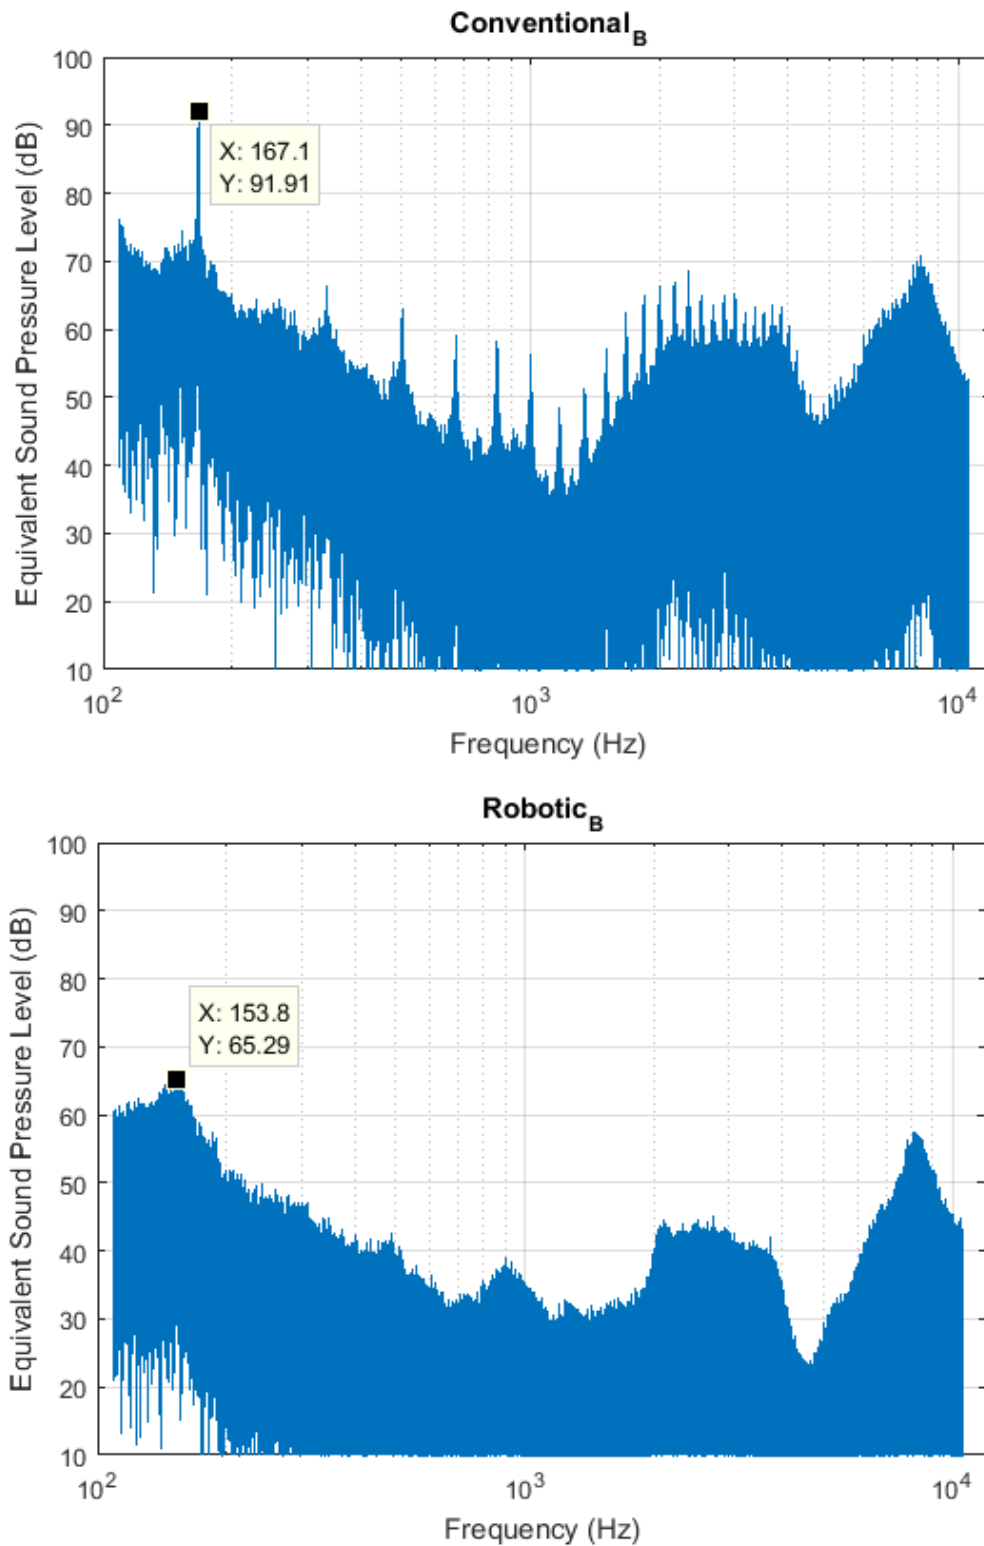 Conventional_B
Equivalent Sound Pressure Level (dB)
100
90
80
70
60
50
40
30
20
10
X: 167.1
Y: 91.91
10^2
10^3
10^4
Frequency (Hz)
Robotic_B
Equivalent Sound Pressure Level (dB)
100
90
80
70
60
50
40
30
20
10
X: 153.8
Y: 65.29
10^2
10^3
10^4
Frequency (Hz)